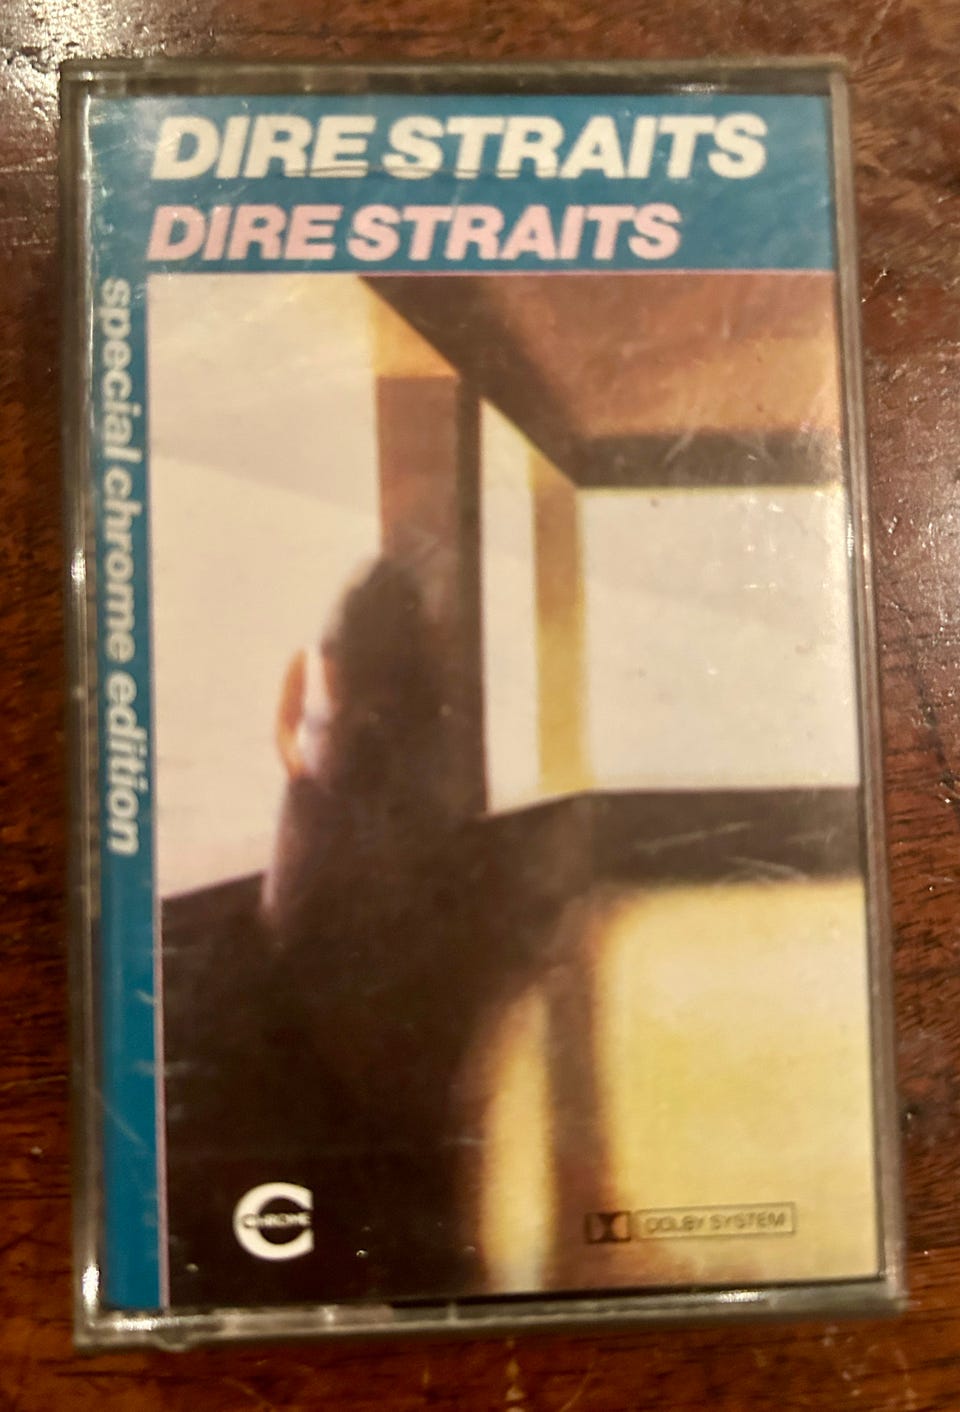 DIRE STRAITS
DIRE STRAITS
special chrome edition
CHROME
DOLBY SYSTEM